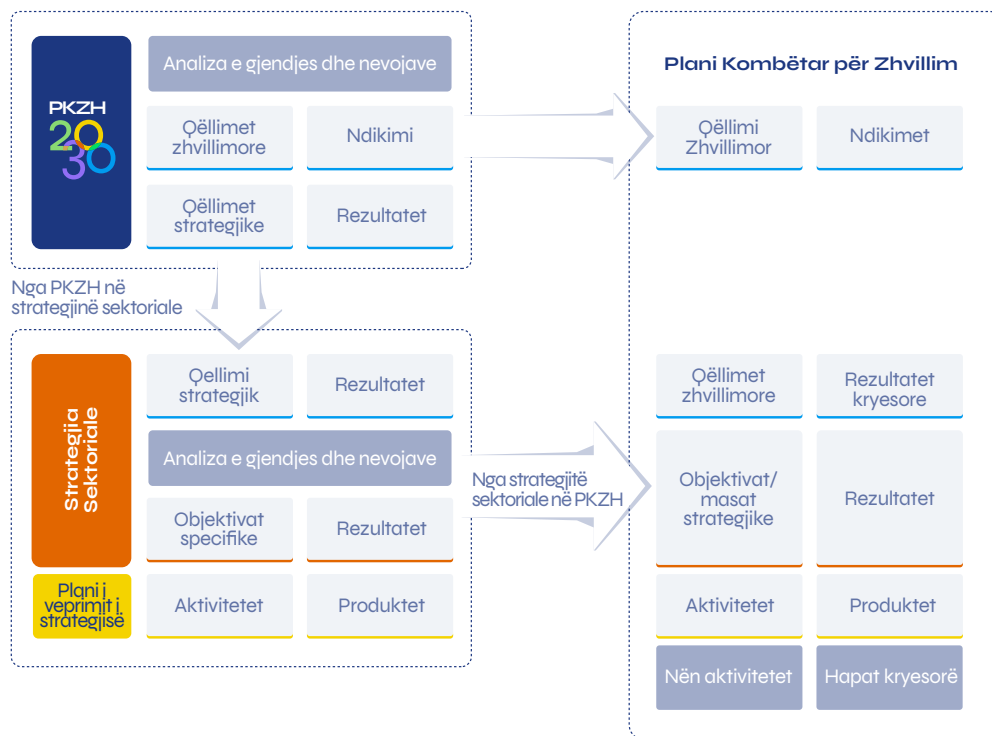 PKZH
20
30
Analiza e gjendjes dhe nevojave
Qëllimet
zhvillimore
Ndikimi
Qëllimet
strategjike
Rezultatet
Nga PKZH në
strategjinë sektoriale
Strategjia
Sektoriale
Qellimi
strategjik
Rezultatet
Analiza e gjendjes dhe nevojave
Objektivat
specifike
Rezultatet
Plani i
veprimit i
strategjisë
Aktivitetet
Produktet
Nga strategjitë
sektoriale në PKZH
Plani Kombëtar për Zhvillim
Qëllimi
Zhvillimor
Ndikimet
Qëllimet
zhvillimore
Rezultatet
kryesore
Objektivat/
masat
strategjike
Rezultatet
Aktivitetet
Produktet
Nën aktivitetet
Hapat kryesorë